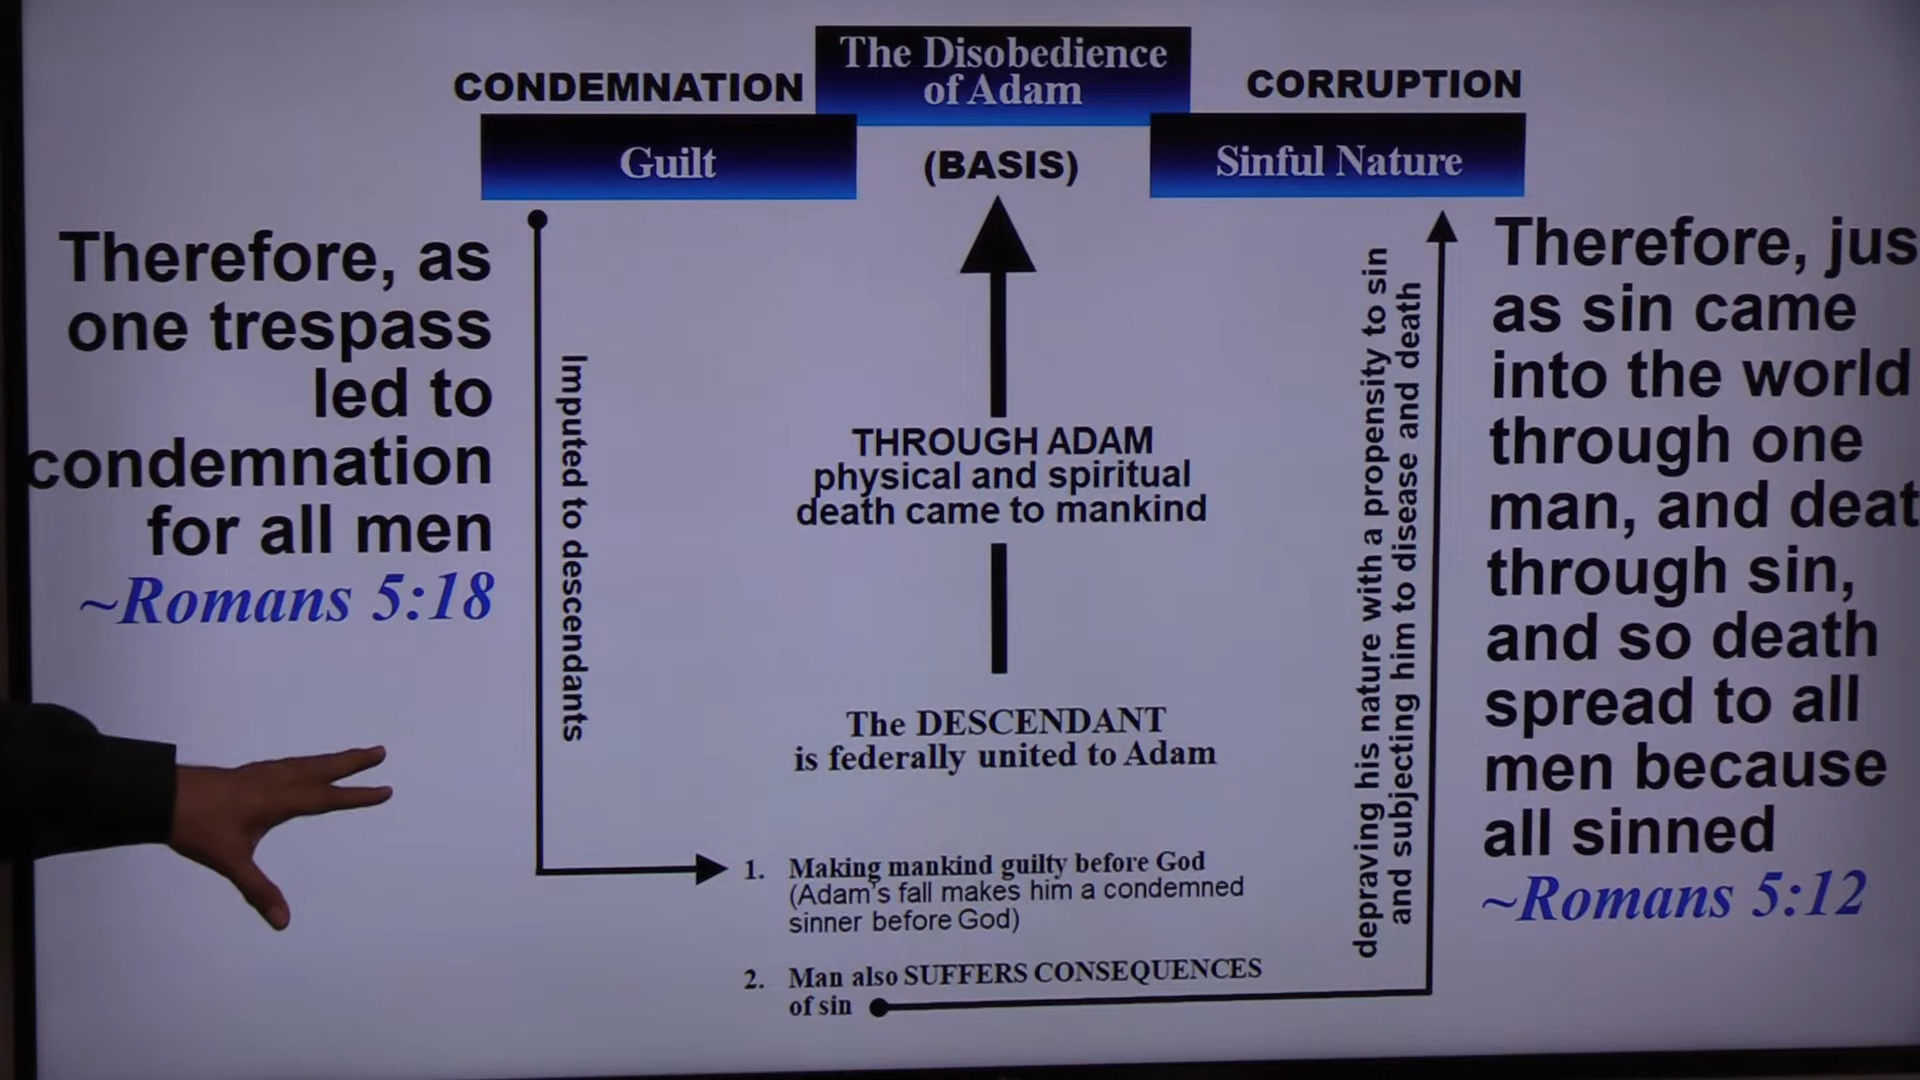 The Disobedience
of Adam
CONDEMNATION
CORRUPTION
Guilt
(BASIS)
Sinful Nature
Therefore, as
one trespass
led to
condemnation
for all men
~Romans 5:18
Imputed to descendants
THROUGH ADAM
physical and spiritual
death came to mankind
The DESCENDANT
is federally united to Adam
1. Making mankind guilty before God
(Adam's fall makes him a condemned
sinner before God)
2. Man also SUFFERS CONSEQUENCES
of sin
depraving his nature with a propensity to sin
and subjecting him to disease and death
Therefore, jus
as sin came
into the world
through one
man, and deat
through sin,
and so death
spread to all
men because
all sinned
~Romans 5:12